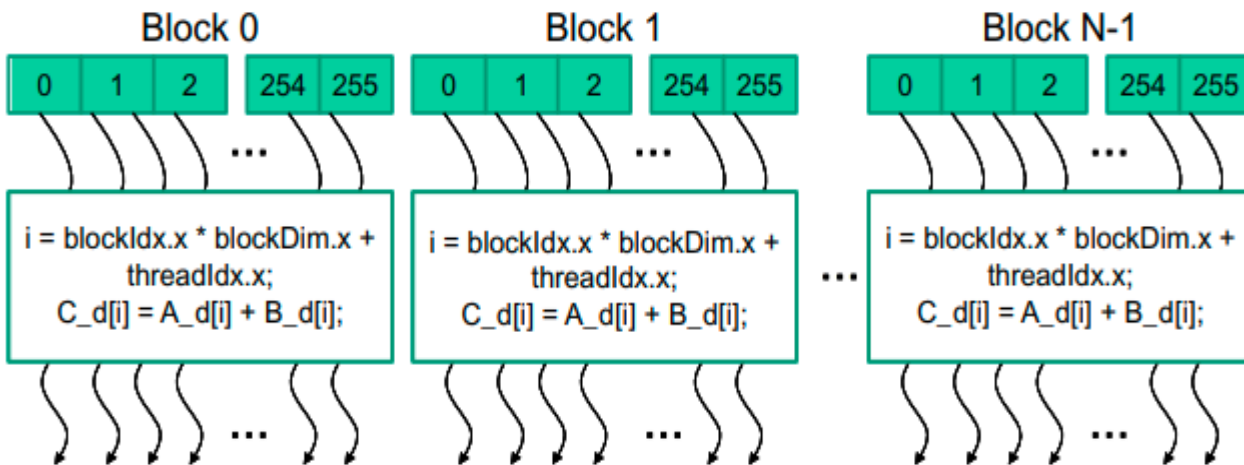 Block 0
0 1 2 254 255
...
i = blockIdx.x * blockDim.x +
threadIdx.x;
C_d[i] = A_d[i] + B_d[i];
...
Block 1
0 1 2 254 255
...
i = blockIdx.x * blockDim.x +
threadIdx.x;
C_d[i] = A_d[i] + B_d[i];
...
...
Block N-1
0 1 2 254 255
...
i = blockIdx.x * blockDim.x +
threadIdx.x;
C_d[i] = A_d[i] + B_d[i];
...